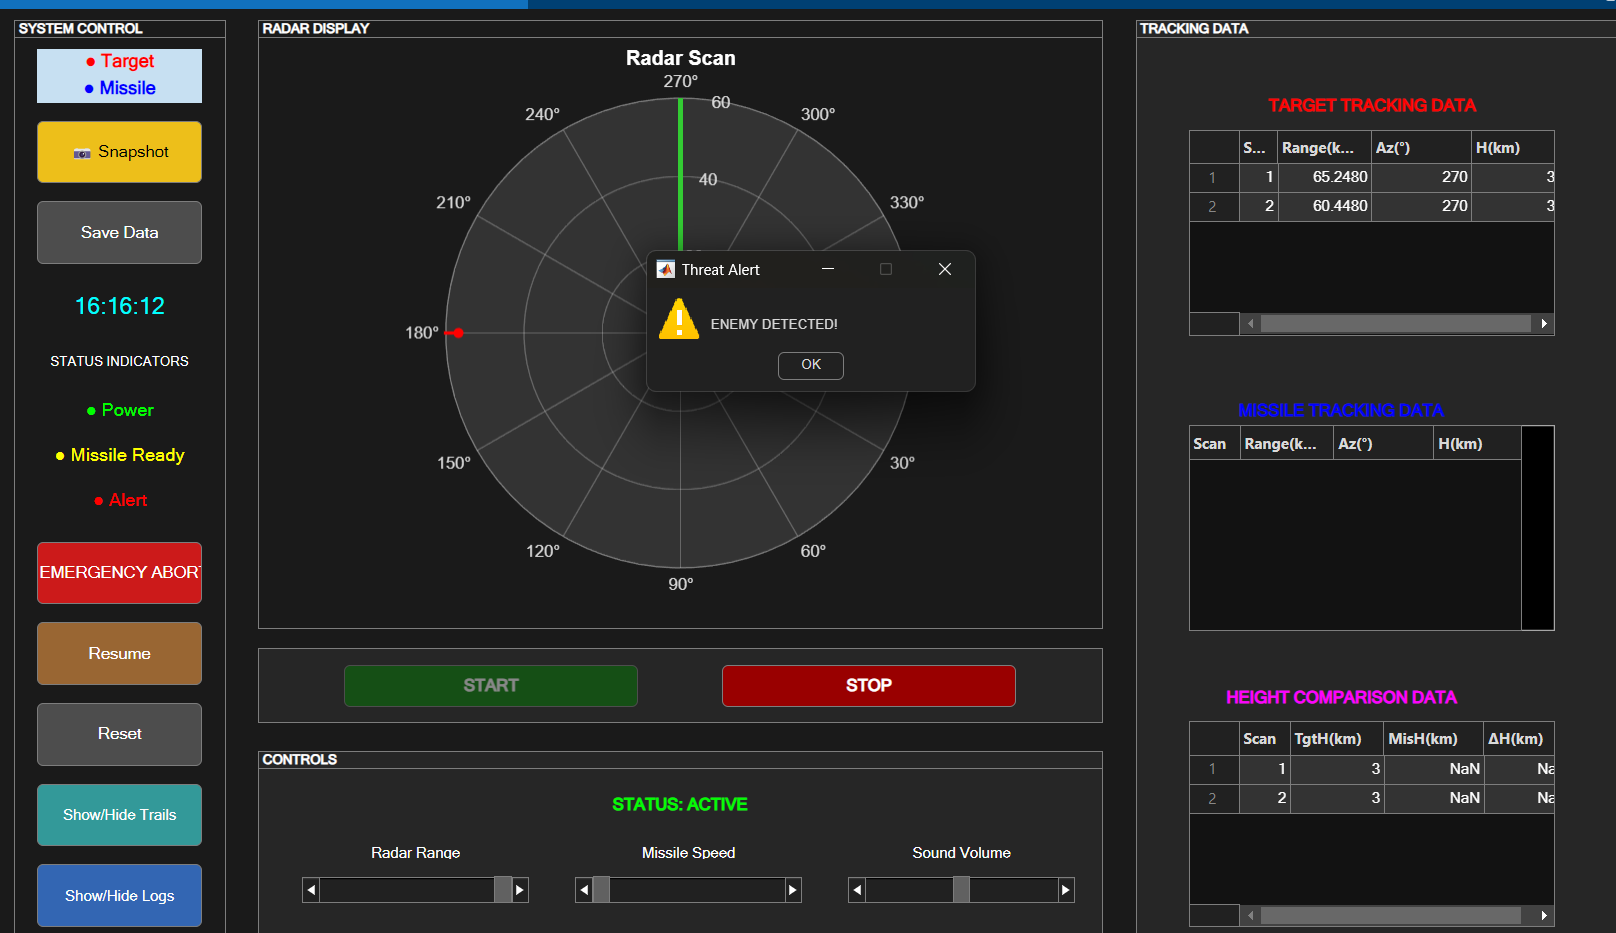 SYSTEM CONTROL
● Target
● Missile
Snapshot
Save Data
16:16:12
STATUS INDICATORS
● Power
● Missile Ready
● Alert
EMERGENCY ABOR
Resume
Reset
Show/Hide Trails
Show/Hide Logs
RADAR DISPLAY
Radar Scan
270°
60
240°
300°
40
210°
330°
180°
150°
30°
120°
60°
90°
Threat Alert
ENEMY DETECTED!
OK
START
STOP
CONTROLS
STATUS: ACTIVE
Radar Range
Missile Speed
Sound Volume
TRACKING DATA
TARGET TRACKING DATA
S... Range(k... Az(°) H(km)
1 1 65.2480 270 3
2 2 60.4480 270 3
MISSILE TRACKING DATA
Scan Range(k... Az(°) H(km)
HEIGHT COMPARISON DATA
Scan TgtH(km) MisH(km) ΔH(km)
1 1 3 NaN Na
2 2 3 NaN Na